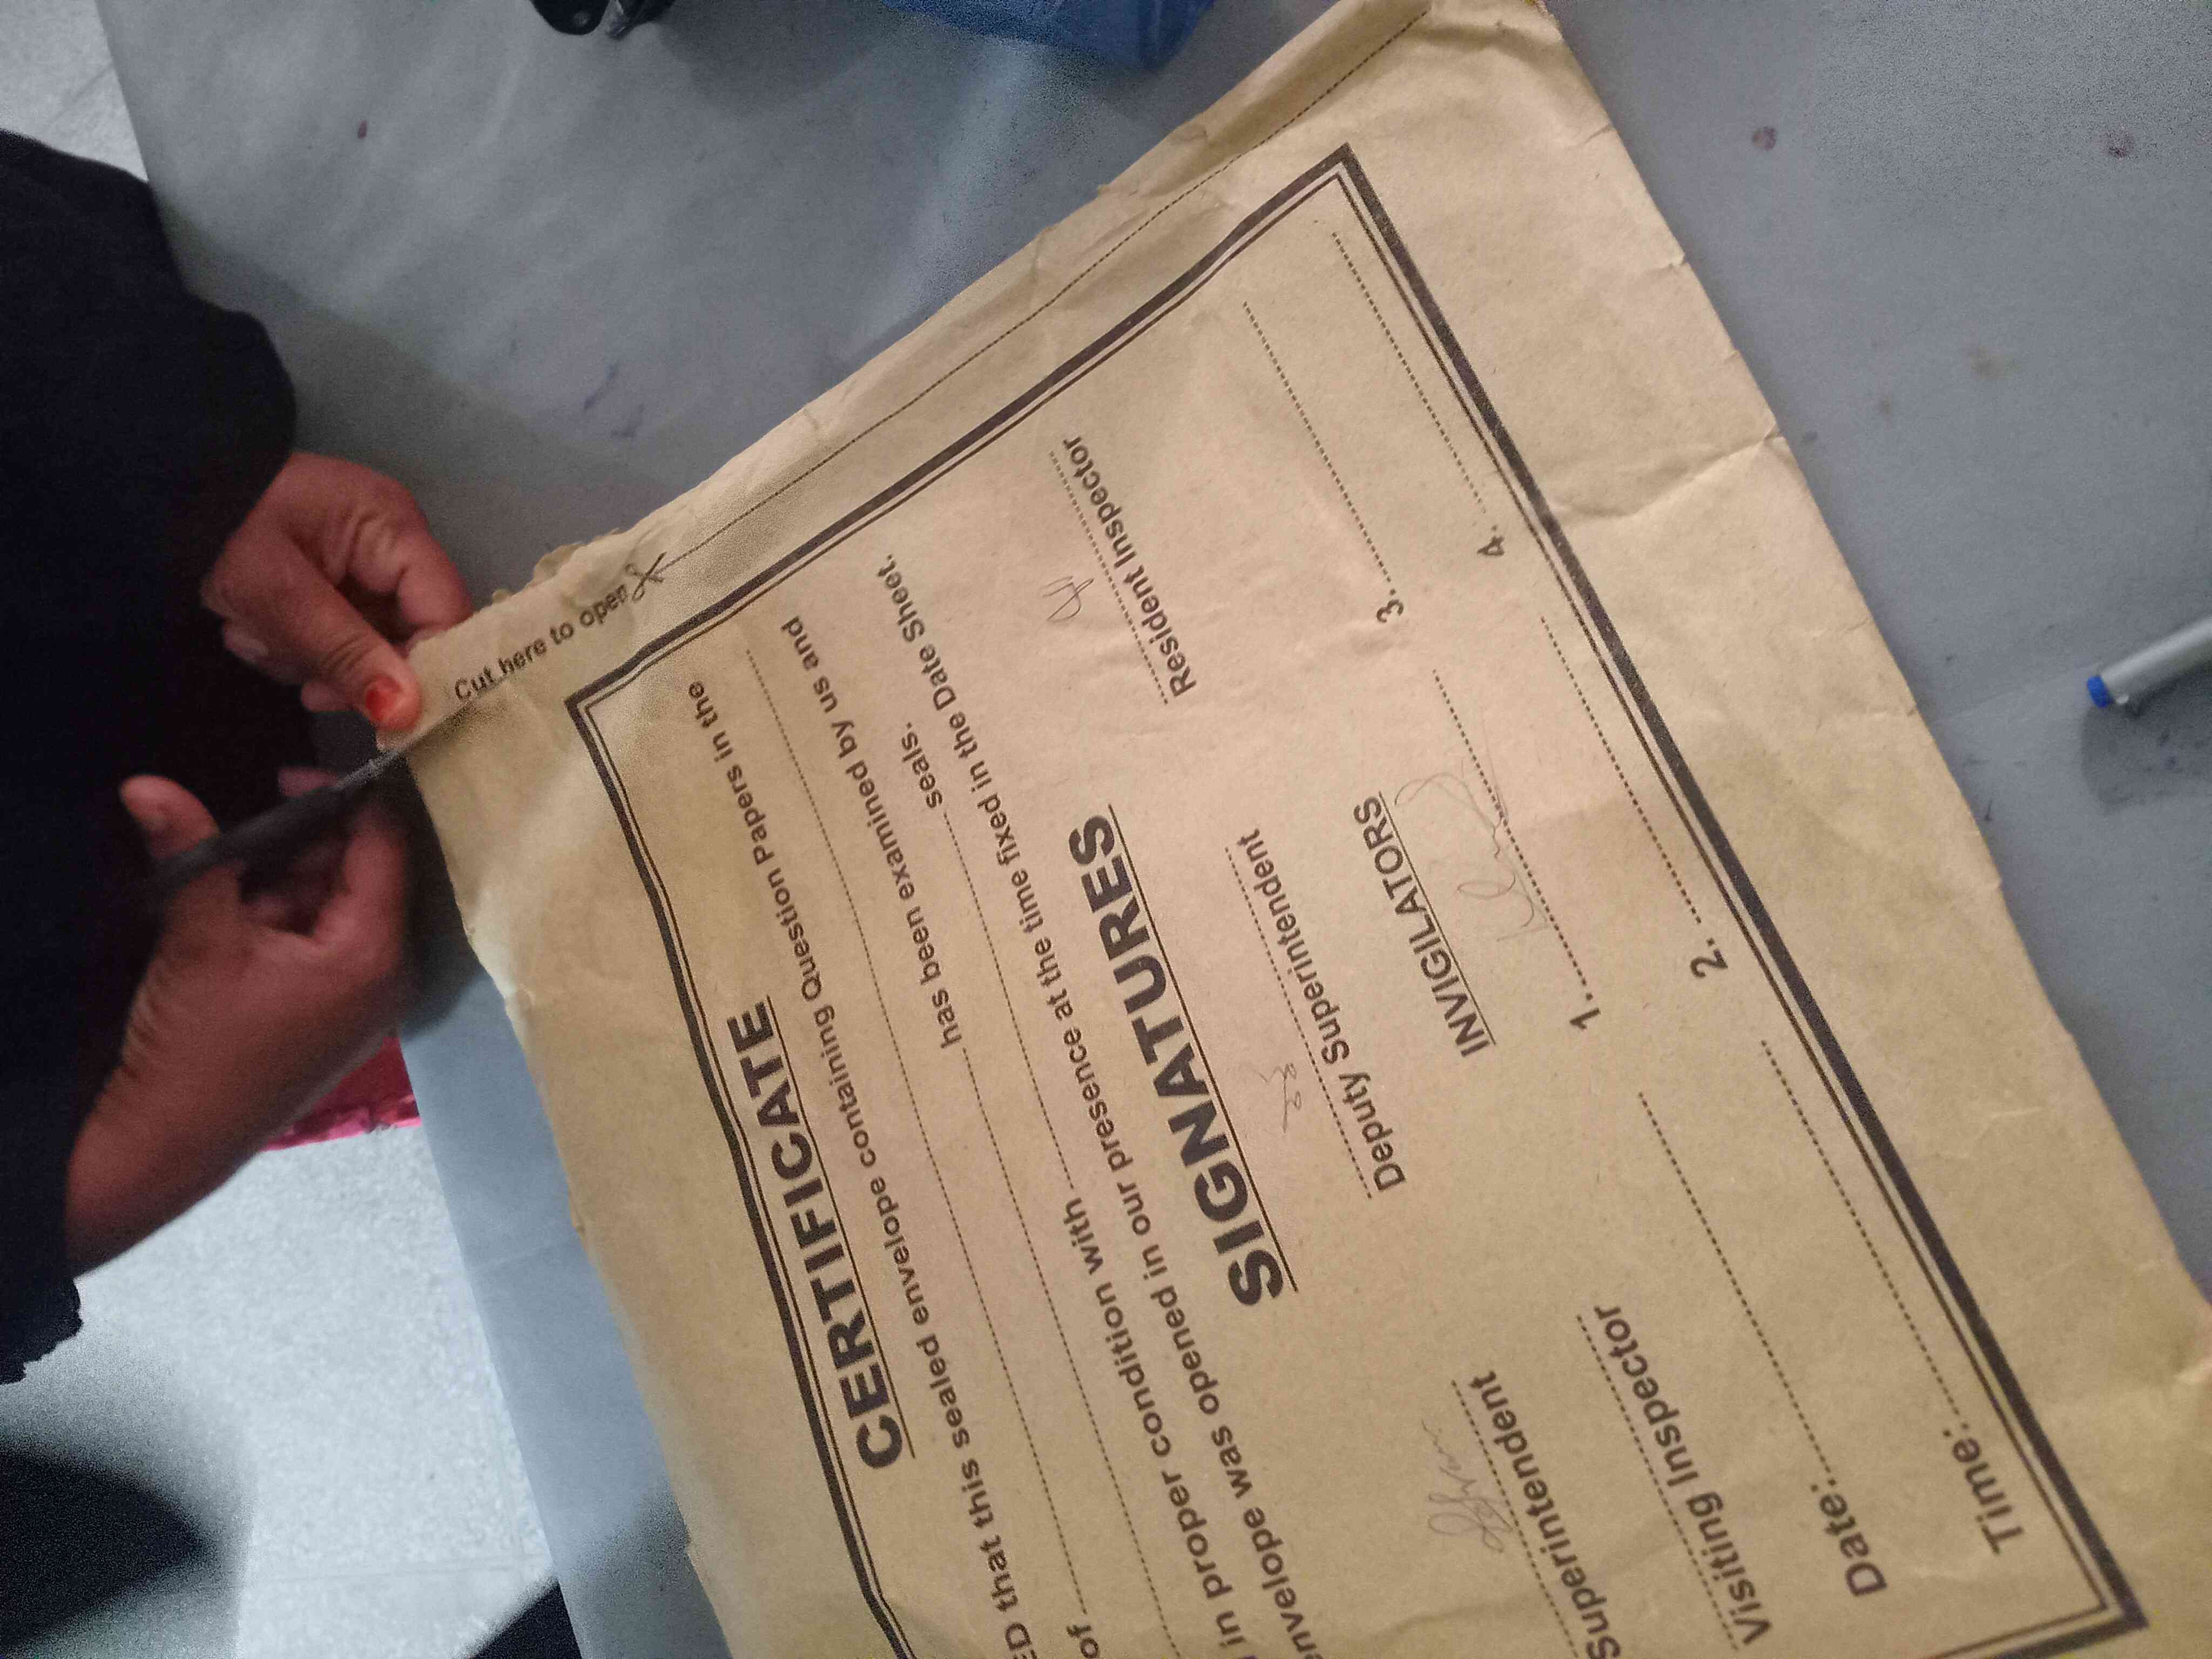 Cut here to open
CERTIFICATE
ED that this sealed envelope containing Question Papers in the
of has been examined by us and
in proper condition with seals.
envelope was opened in our presence at the time fixed in the Date Sheet.
SIGNATURES
Superintendent Deputy Superintendent Resident Inspector
Visiting Inspector INVIGILATORS
Date: 1. 3.
Time: 2. 4.